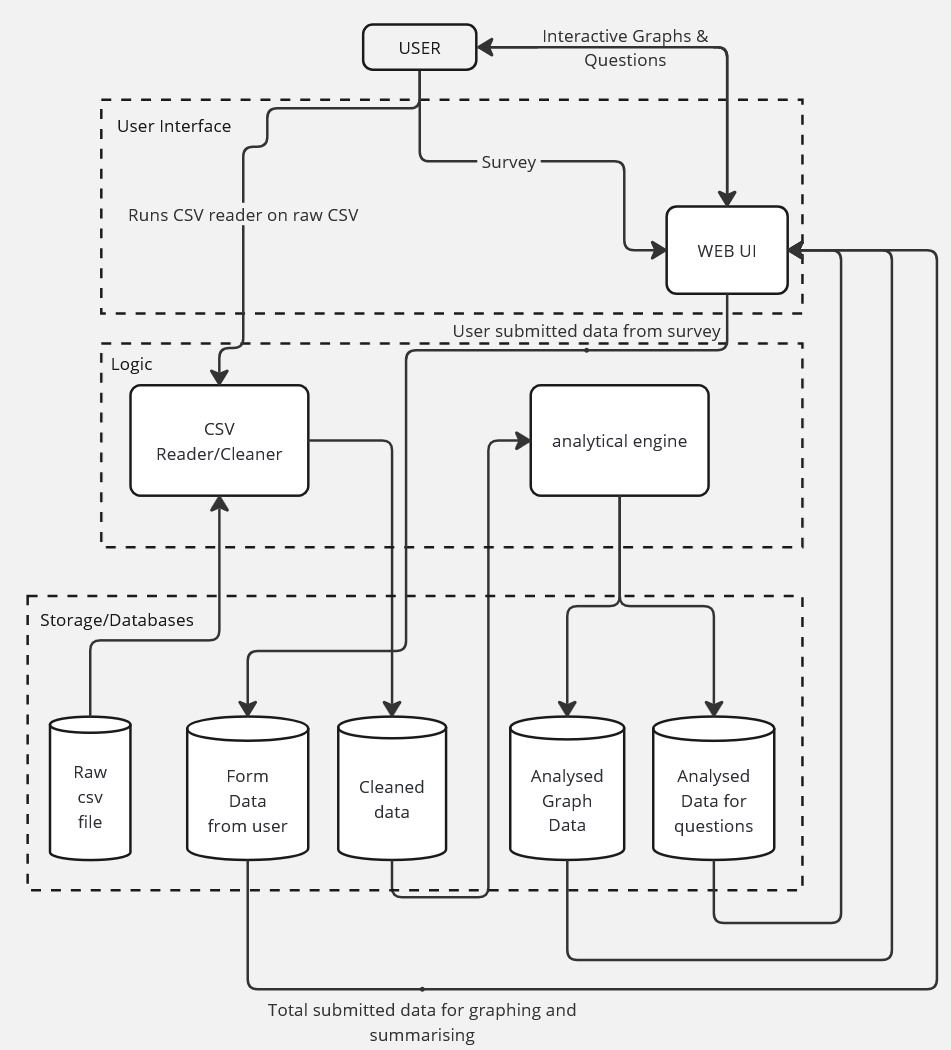 USER
Interactive Graphs &
Questions
User Interface
Survey
Runs CSV reader on raw CSV
WEB UI
User submitted data from survey
Logic
CSV
Reader/Cleaner
analytical engine
Storage/Databases
Raw
csv
file
Form
Data
from user
Cleaned
data
Analysed
Graph
Data
Analysed
Data for
questions
Total submitted data for graphing and
summarising